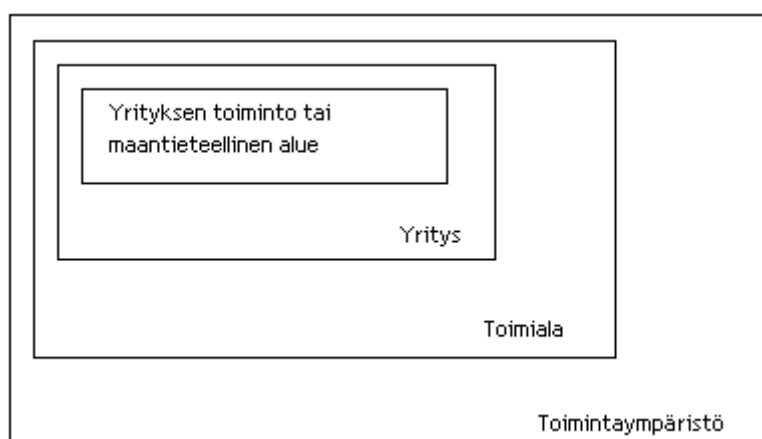 Yrityksen toiminto tai
maantieteellinen alue
Yritys
Toimiala
Toimintaympäristö